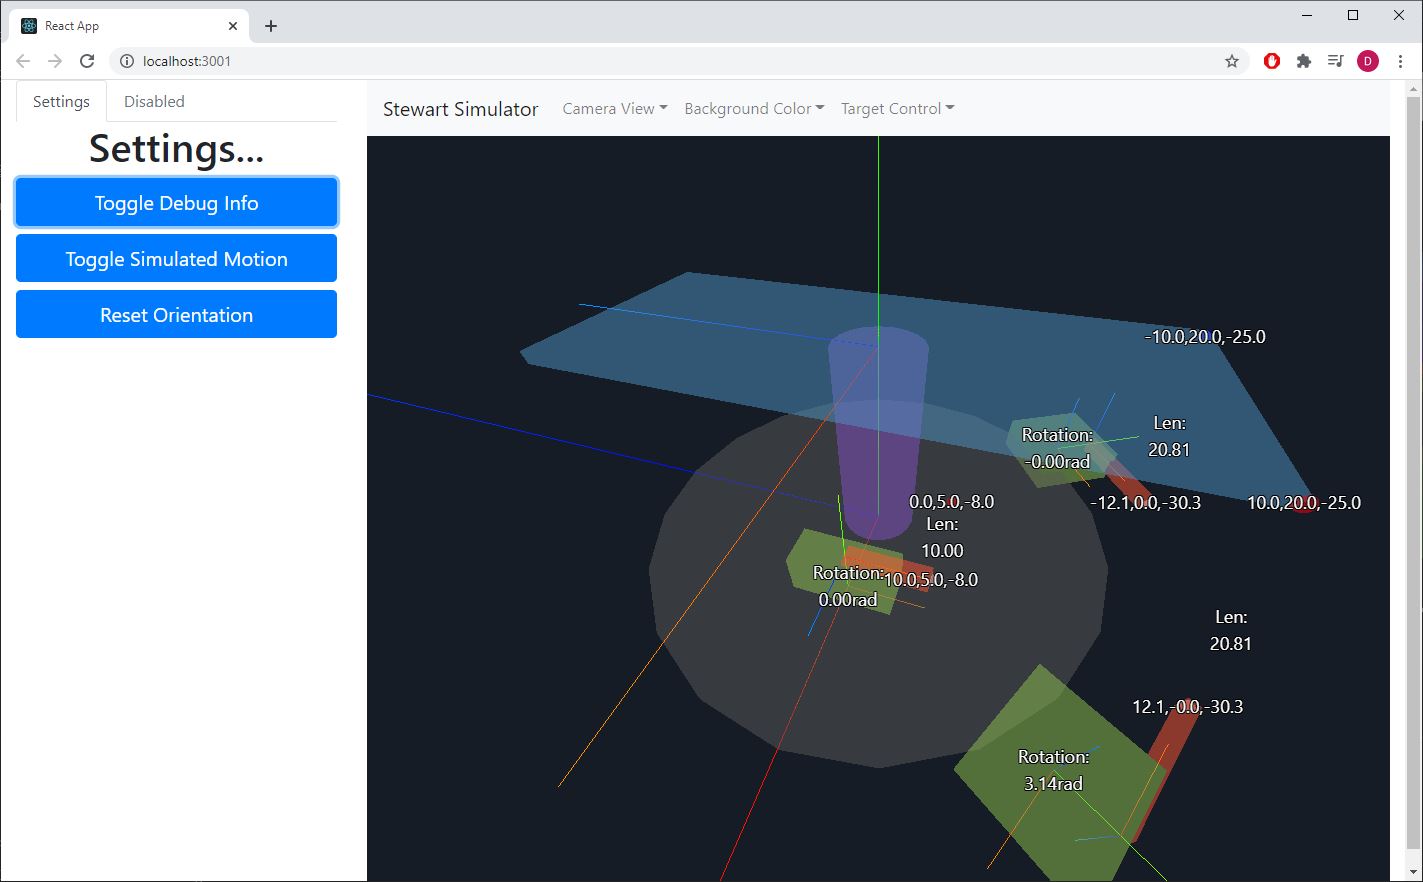 React App
localhost:3001
D
Settings
Disabled
Settings...
Toggle Debug Info
Toggle Simulated Motion
Reset Orientation
Stewart Simulator
Camera View
Background Color
Target Control
-10.0,20.0,-25.0
Rotation:
-0.00rad
Len:
20.81
-12.1,0.0,-30.3
10.0,20.0,-25.0
0.0,5.0,-8.0
Len:
10.00
Rotation:
0.00rad
10.0,5.0,-8.0
Len:
20.81
12.1,-0.0,-30.3
Rotation:
3.14rad